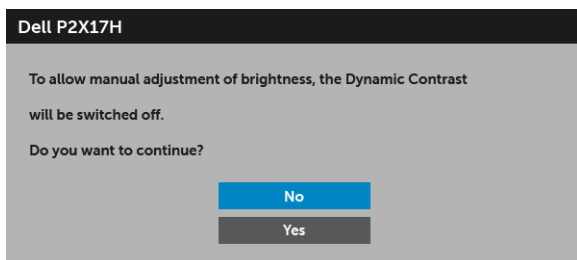 Dell P2X17H
To allow manual adjustment of brightness, the Dynamic Contrast
will be switched off.
Do you want to continue?
No
Yes